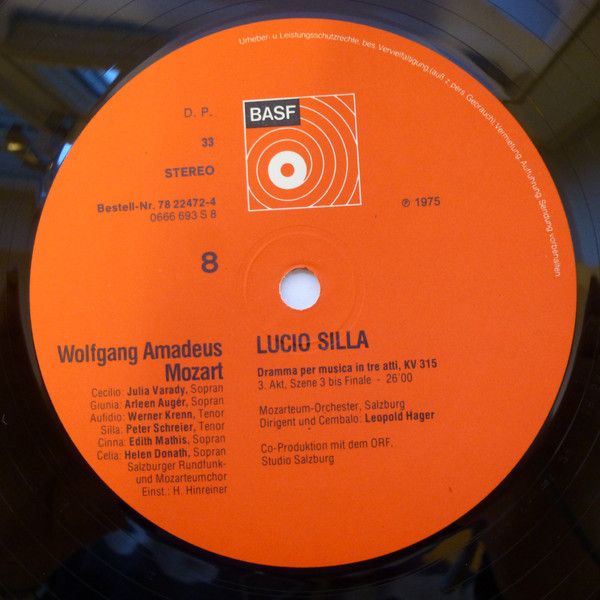 Urheber- u Leistungsschutzrechte, bes. Vervielfältigung (auß z pers Gebrauch) Vermietung Aufführung Sendung vorbehalten.
BASF
D. P.
33
STEREO
Bestell-Nr. 78 22472-4
0666 693 S 8
℗ 1975
8
Wolfgang Amadeus
Mozart
Cecilio: Julia Varady, Sopran
Giunia: Arleen Augér, Sopran
Aufidio: Werner Krenn, Tenor
Silla: Peter Schreier, Tenor
Cinna: Edith Mathis, Sopran
Celia: Helen Donath, Sopran
Salzburger Rundfunk-
und Mozarteumchor
Einst.: H. Hinreiner
LUCIO SILLA
Dramma per musica in tre atti, KV 315
3. Akt, Szene 3 bis Finale - 26'00
Mozarteum-Orchester, Salzburg
Dirigent und Cembalo: Leopold Hager
Co-Produktion mit dem ORF,
Studio Salzburg